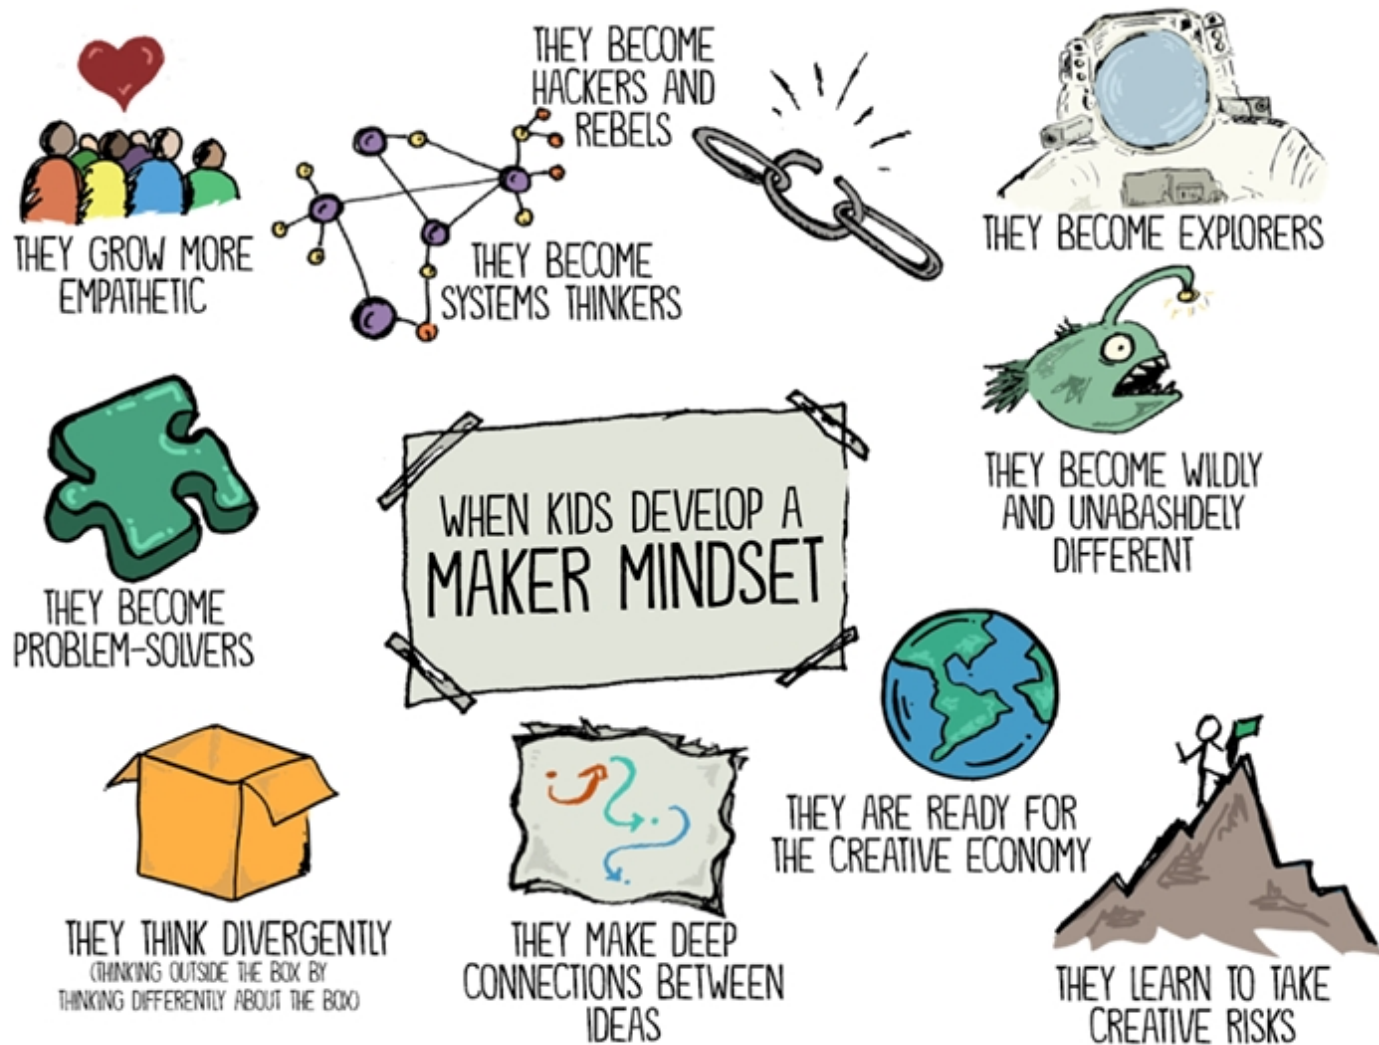 THEY BECOME
HACKERS AND
REBELS
THEY GROW MORE
EMPATHETIC
THEY BECOME
SYSTEMS THINKERS
THEY BECOME EXPLORERS
THEY BECOME WILDLY
AND UNABASHDELY
DIFFERENT
WHEN KIDS DEVELOP A
MAKER MINDSET
THEY BECOME
PROBLEM-SOLVERS
THEY ARE READY FOR
THE CREATIVE ECONOMY
THEY THINK DIVERGENTLY
(THINKING OUTSIDE THE BOX BY
THINKING DIFFERENTLY ABOUT THE BOX)
THEY MAKE DEEP
CONNECTIONS BETWEEN
IDEAS
THEY LEARN TO TAKE
CREATIVE RISKS